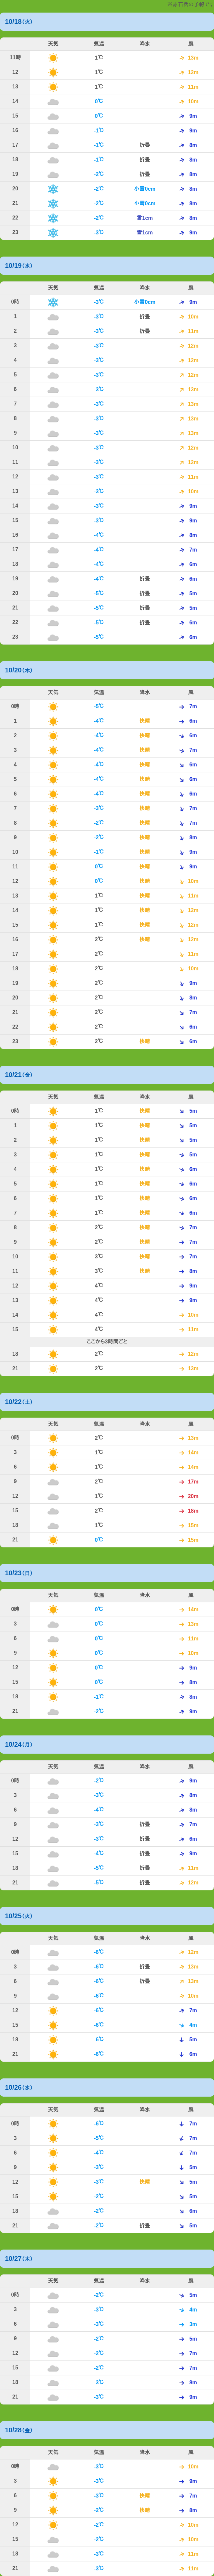 10/18(火)
天気 気温 降水 風
11時 1℃ 13m
12 1℃ 12m
13 1℃ 11m
14 0℃ 10m
15 0℃ 9m
16 -1℃ 9m
17 -1℃ 折畳 8m
18 -1℃ 折畳 8m
19 -2℃ 折畳 8m
20 -2℃ 小雪0cm 8m
21 -2℃ 小雪0cm 8m
22 -2℃ 雪1cm 8m
23 -3℃ 雪1cm 9m
10/19(水)
天気 気温 降水 風
0時 -3℃ 小雪0cm 9m
1 -3℃ 折畳 10m
2 -3℃ 折畳 11m
3 -3℃ 12m
4 -3℃ 12m
5 -3℃ 12m
6 -3℃ 13m
7 -3℃ 13m
8 -3℃ 13m
9 -3℃ 13m
10 -3℃ 12m
11 -3℃ 12m
12 -3℃ 11m
13 -3℃ 10m
14 -3℃ 9m
15 -3℃ 9m
16 -4℃ 8m
17 -4℃ 7m
18 -4℃ 6m
19 -4℃ 折畳 6m
20 -5℃ 折畳 5m
21 -5℃ 折畳 5m
22 -5℃ 折畳 6m
23 -5℃ 6m
10/20(木)
天気 気温 降水 風
0時 -5℃ 7m
1 -4℃ 快晴 6m
2 -4℃ 快晴 6m
3 -4℃ 快晴 7m
4 -4℃ 快晴 6m
5 -4℃ 快晴 6m
6 -4℃ 快晴 6m
7 -3℃ 快晴 7m
8 -2℃ 快晴 7m
9 -2℃ 快晴 8m
10 -1℃ 快晴 9m
11 0℃ 快晴 9m
12 0℃ 快晴 10m
13 1℃ 快晴 11m
14 1℃ 快晴 12m
15 1℃ 快晴 12m
16 2℃ 快晴 12m
17 2℃ 11m
18 2℃ 10m
19 2℃ 9m
20 2℃ 8m
21 2℃ 7m
22 2℃ 6m
23 2℃ 快晴 6m
10/21(金)
天気 気温 降水 風
0時 1℃ 快晴 5m
1 1℃ 快晴 5m
2 1℃ 快晴 5m
3 1℃ 快晴 5m
4 1℃ 快晴 6m
5 1℃ 快晴 6m
6 1℃ 快晴 6m
7 1℃ 快晴 6m
8 2℃ 快晴 7m
9 2℃ 快晴 7m
10 3℃ 快晴 7m
11 3℃ 快晴 8m
12 4℃ 9m
13 4℃ 9m
14 4℃ 10m
15 4℃ 11m
ここから3時間ごと
18 2℃ 12m
21 2℃ 13m
10/22(土)
天気 気温 降水 風
0時 2℃ 13m
3 1℃ 14m
6 1℃ 14m
9 2℃ 17m
12 1℃ 20m
15 2℃ 18m
18 1℃ 15m
21 0℃ 15m
10/23(日)
天気 気温 降水 風
0時 0℃ 14m
3 0℃ 13m
6 0℃ 11m
9 0℃ 10m
12 0℃ 9m
15 0℃ 8m
18 -1℃ 8m
21 -2℃ 9m
10/24(月)
天気 気温 降水 風
0時 -2℃ 9m
3 -3℃ 8m
6 -4℃ 8m
9 -3℃ 折畳 7m
12 -3℃ 折畳 6m
15 -4℃ 折畳 9m
18 -5℃ 折畳 11m
21 -5℃ 折畳 12m
10/25(火)
天気 気温 降水 風
0時 -6℃ 12m
3 -6℃ 折畳 13m
6 -6℃ 折畳 13m
9 -6℃ 10m
12 -6℃ 7m
15 -6℃ 4m
18 -6℃ 5m
21 -6℃ 6m
10/26(水)
天気 気温 降水 風
0時 -6℃ 7m
3 -5℃ 7m
6 -4℃ 7m
9 -3℃ 5m
12 -3℃ 快晴 5m
15 -2℃ 5m
18 -2℃ 6m
21 -2℃ 折畳 5m
10/27(木)
天気 気温 降水 風
0時 -2℃ 5m
3 -3℃ 4m
6 -3℃ 3m
9 -2℃ 5m
12 -2℃ 7m
15 -2℃ 7m
18 -3℃ 8m
21 -3℃ 9m
10/28(金)
天気 気温 降水 風
0時 -3℃ 10m
3 -3℃ 9m
6 -3℃ 快晴 7m
9 -2℃ 快晴 8m
12 -2℃ 10m
15 -2℃ 10m
18 -3℃ 11m
21 -3℃ 11m